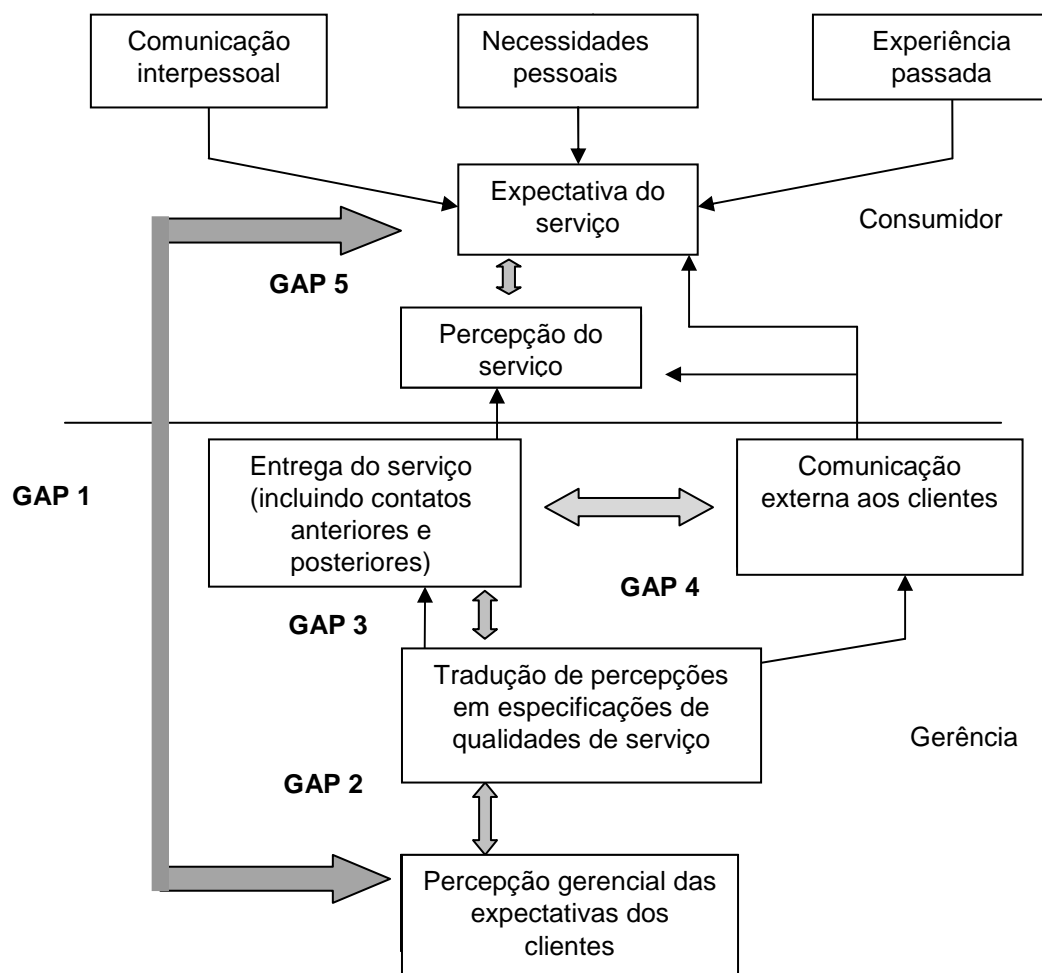 Comunicação
interpessoal
Necessidades
pessoais
Experiência
passada
Expectativa do
serviço
Consumidor
GAP 5
Percepção do
serviço
GAP 1
Entrega do serviço
(incluindo contatos
anteriores e
posteriores)
Comunicação
externa aos clientes
GAP 4
GAP 3
Tradução de percepções
em especificações de
qualidades de serviço
Gerência
GAP 2
Percepção gerencial das
expectativas dos
clientes